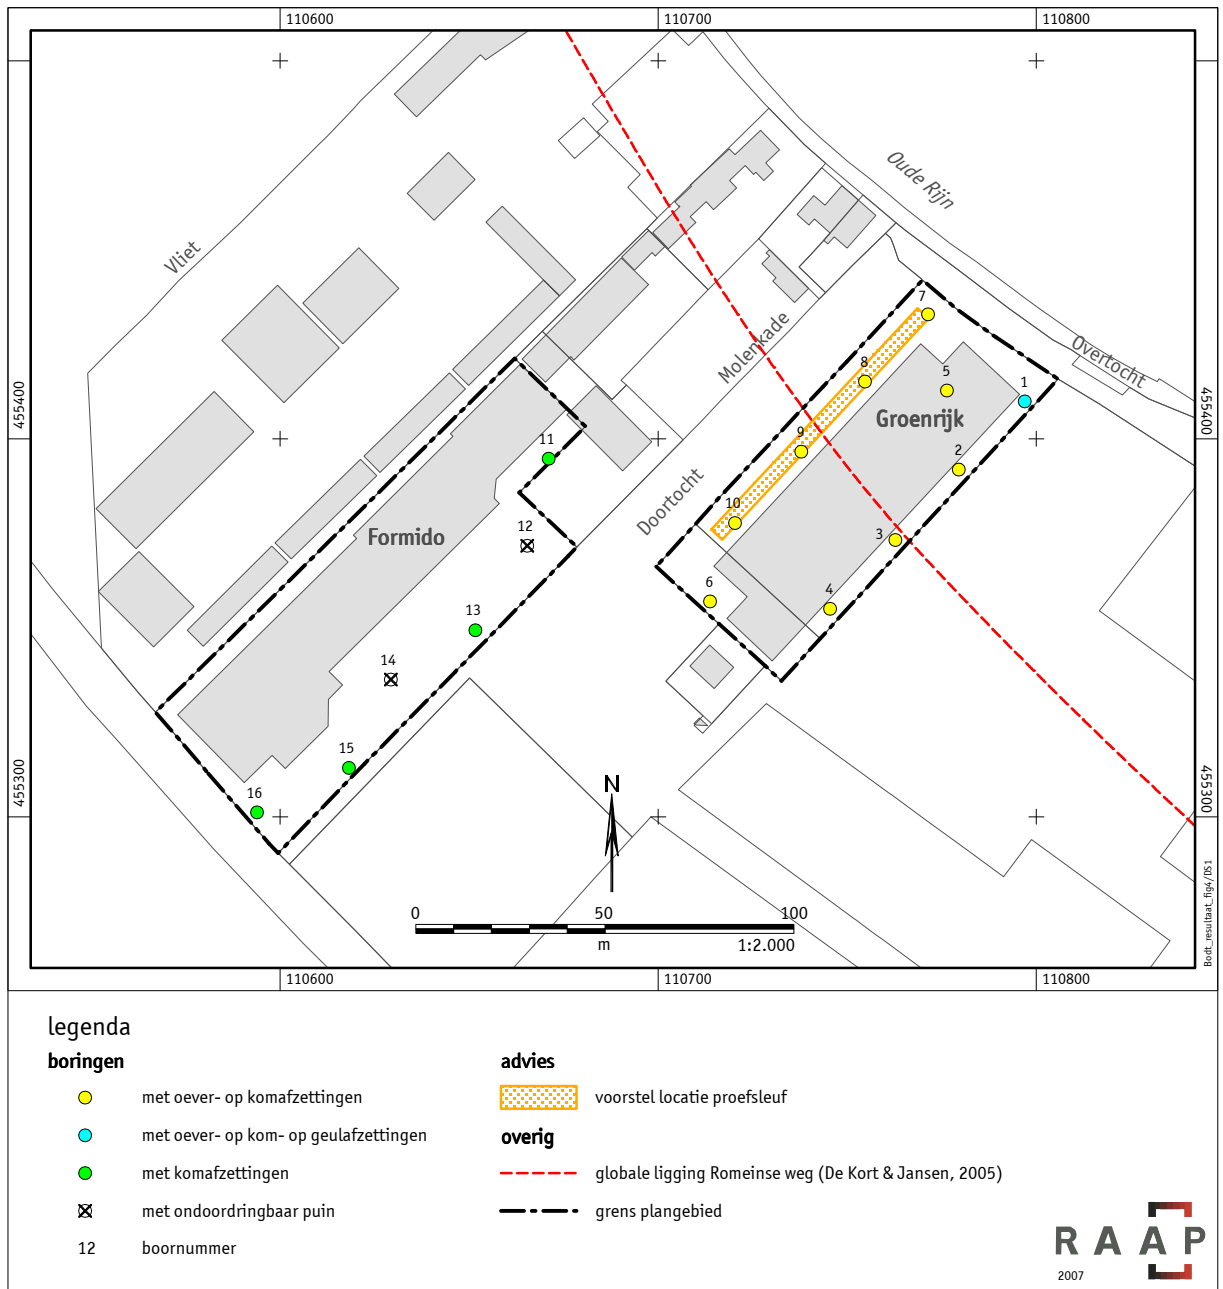 110600
110700
110800
Oude Rijn
Vliet
7
Molenkade
Overtocht
8
5
1
455400
455400
Groenrijk
11
9
2
Doortocht
10
12
Formido
3
6
4
13
14
15
16
N
455300
455300
0
50
100
m
1:2.000
Bodt_resultaat_fig4/DS1
110600
110700
110800
legenda
boringen
met oever- op komafzettingen
met oever- op kom- op geulafzettingen
met komafzettingen
met ondoordringbaar puin
12
boornummer
advies
voorstel locatie proefsleuf
overig
globale ligging Romeinse weg (De Kort & Jansen, 2005)
grens plangebied
RAAP
2007